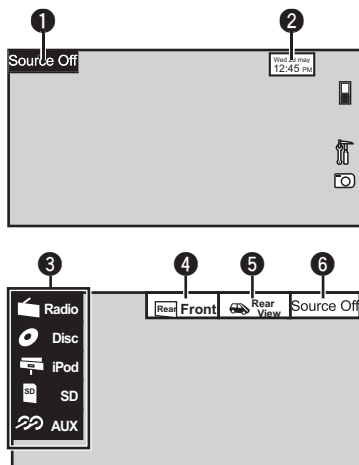 1
2
Source Off
Wed 28 may
12:45 PM
3
4
5
6
Radio
Disc
iPod
SD
SD
AUX
Rear Front
Rear
View
Source Off